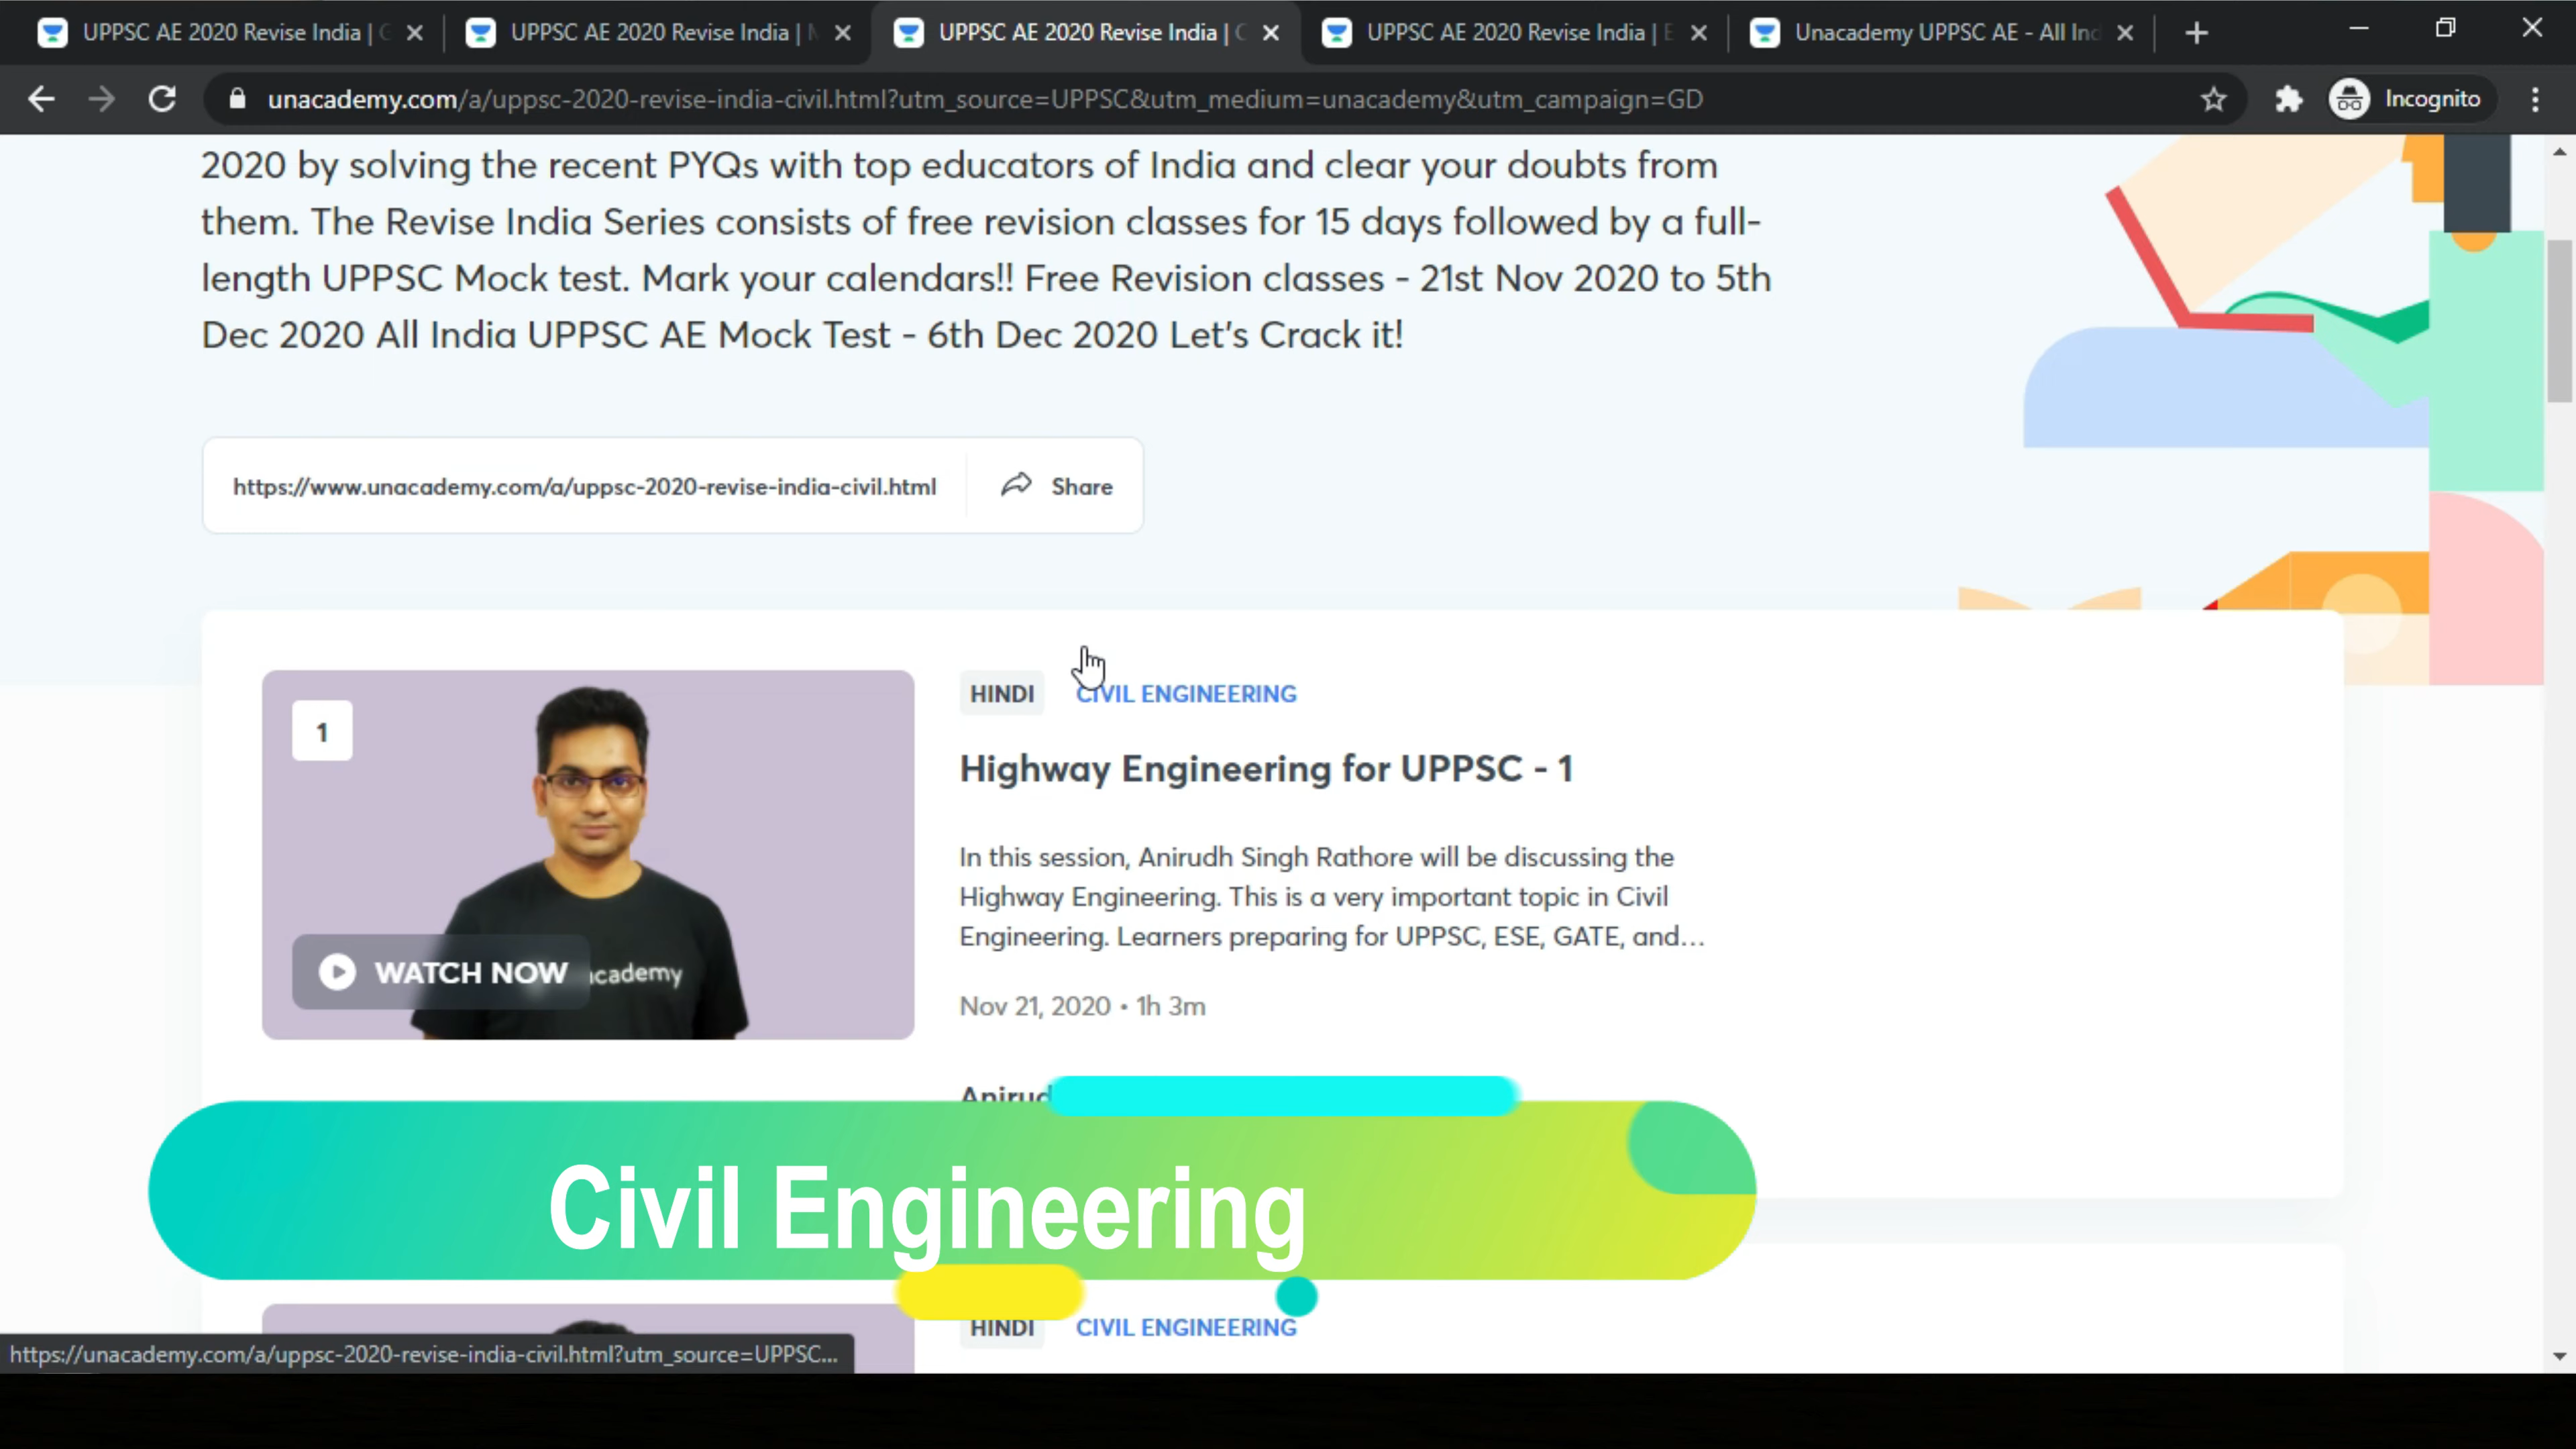 UPPSC AE 2020 Revise India |
UPPSC AE 2020 Revise India |
UPPSC AE 2020 Revise India |
UPPSC AE 2020 Revise India |
Unacademy UPPSC AE - All Ind
unacademy.com/a/uppsc-2020-revise-india-civil.html?utm_source=UPPSC&utm_medium=unacademy&utm_campaign=GD
Incognito
2020 by solving the recent PYQs with top educators of India and clear your doubts from
them. The Revise India Series consists of free revision classes for 15 days followed by a full-
length UPPSC Mock test. Mark your calendars!! Free Revision classes - 21st Nov 2020 to 5th
Dec 2020 All India UPPSC AE Mock Test - 6th Dec 2020 Let's Crack it!
https://www.unacademy.com/a/uppsc-2020-revise-india-civil.html
Share
1
HINDI CIVIL ENGINEERING
Highway Engineering for UPPSC - 1
In this session, Anirudh Singh Rathore will be discussing the
Highway Engineering. This is a very important topic in Civil
Engineering. Learners preparing for UPPSC, ESE, GATE, and...
WATCH NOW
academy
Nov 21, 2020 • 1h 3m
Anirud
Civil Engineering
HINDI CIVIL ENGINEERING
https://unacademy.com/a/uppsc-2020-revise-india-civil.html?utm_source=UPPSC...